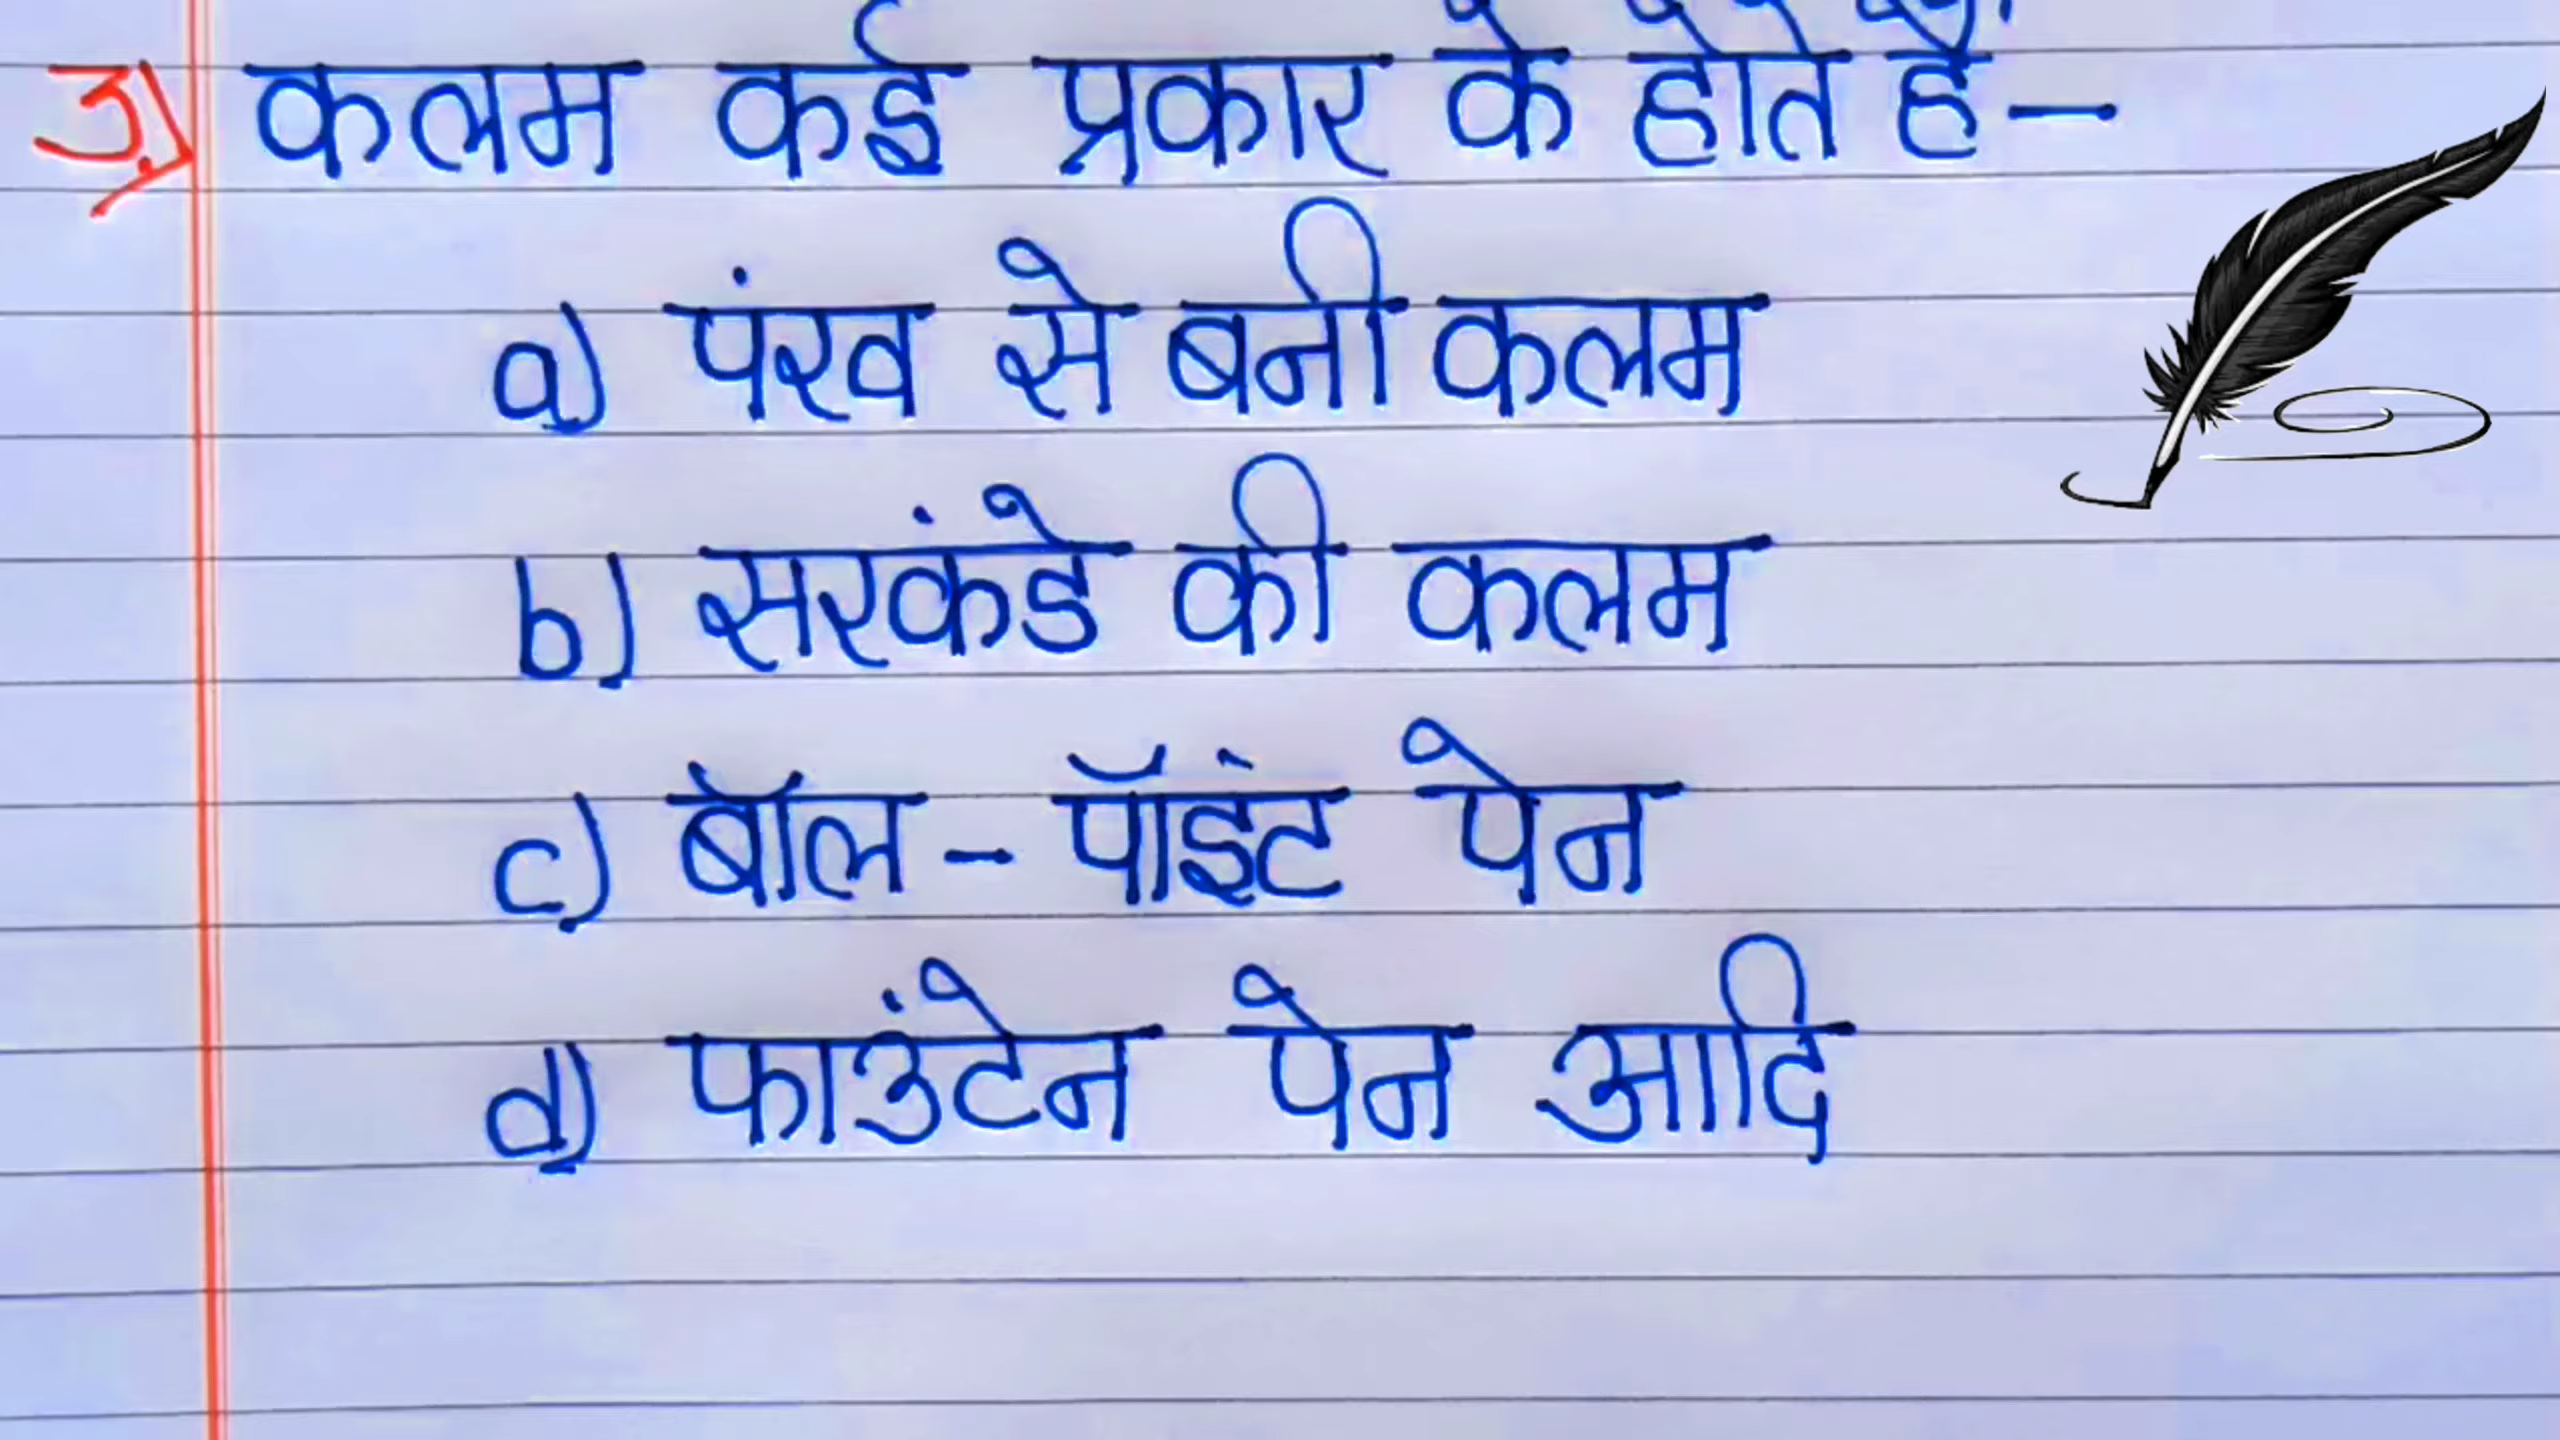 3) कलम कई प्रकार के होते हैं -
a) पंख से बनी कलम
b) सरकंडे की कलम
c) बॉल - पॉइंट पेन
d) फाउंटेन पेन आदि